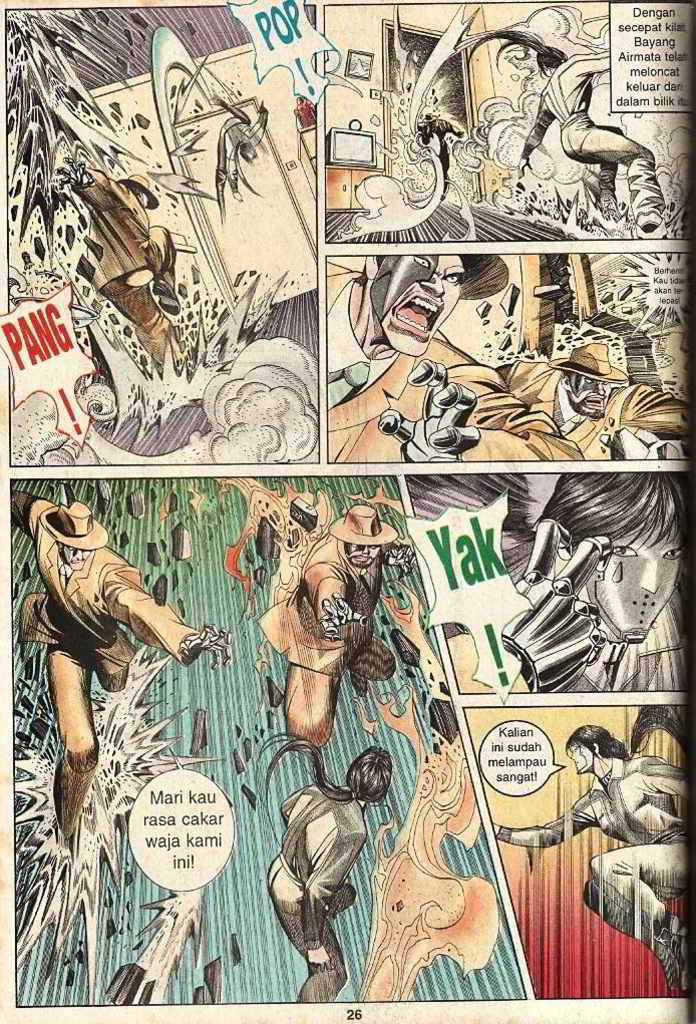 POP
!
Dengan
secepat kilat
Bayang
Airmata telah
meloncat
keluar dari
dalam bilik itu
PANG
!
Berhenti!
Kau tidak
akan
lepas!
Yak
!
Mari kau
rasa cakar
waja kami
ini!
Kalian
ini sudah
melampau
sangat!
26